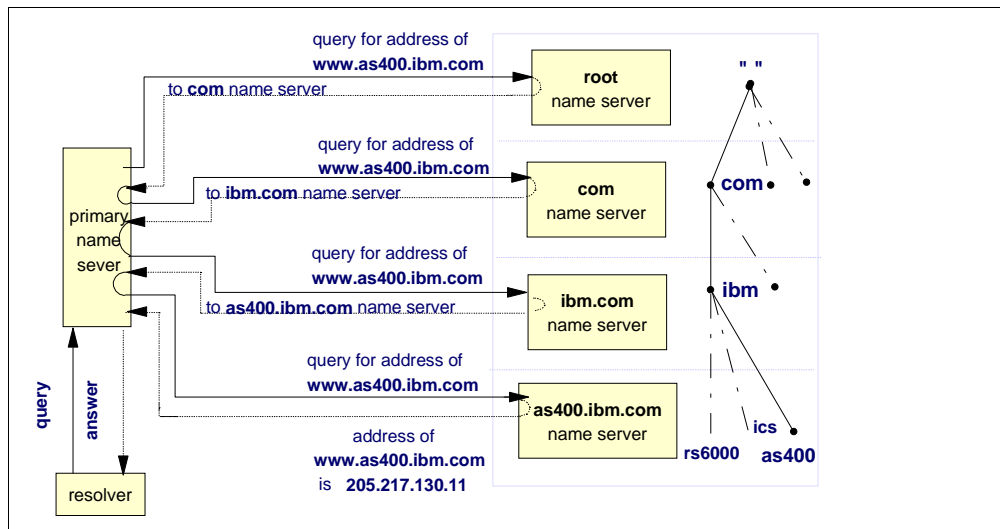 query for address of
www.as400.ibm.com
to com name server
root
name server
" "
query for address of
www.as400.ibm.com
to ibm.com name server
com
name server
com
primary
name
sever
query for address of
www.as400.ibm.com
to as400.ibm.com name server
ibm.com
name server
ibm
query for address of
www.as400.ibm.com
as400.ibm.com
name server
rs6000
ics
as400
address of
www.as400.ibm.com
is 205.217.130.11
query
answer
resolver